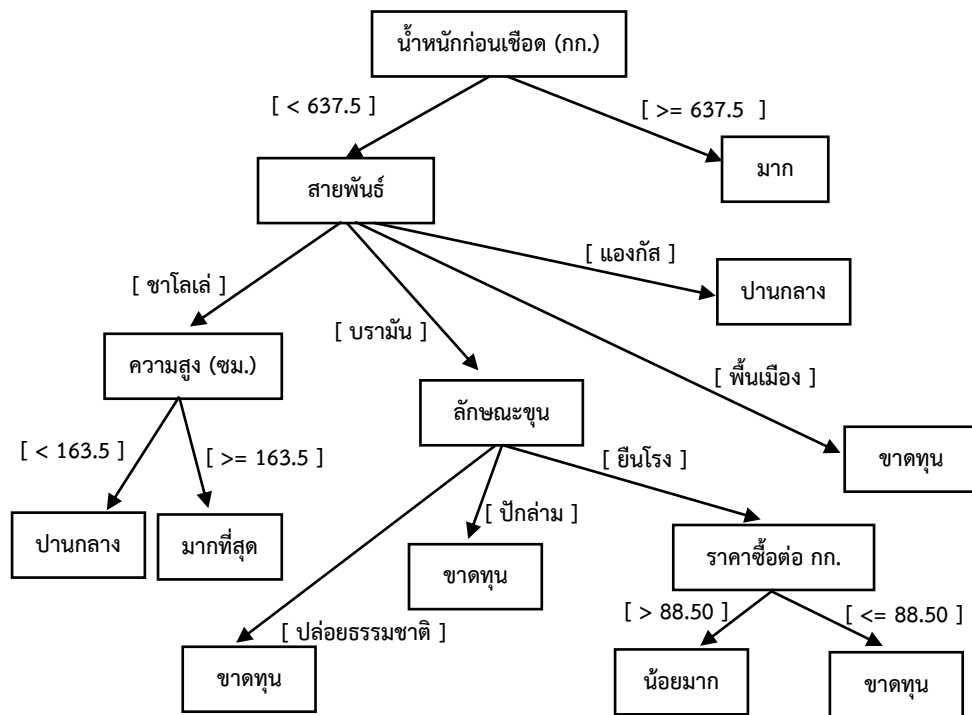 น้ำหนักก่อนเชือด (กก.)
[ < 637.5 ]
[ >= 637.5 ]
สายพันธ์
มาก
[ ชาโลเล่ ]
[ บรามัน ]
[ แองกัส ]
[ พื้นเมือง ]
ปานกลาง
ความสูง (ซม.)
ลักษณะขุน
ขาดทุน
[ < 163.5 ]
[ >= 163.5 ]
ปานกลาง
มากที่สุด
[ ปล่อยธรรมชาติ ]
[ ปักล่าม ]
[ ยืนโรง ]
ขาดทุน
ขาดทุน
ราคาซื้อต่อ กก.
[ > 88.50 ]
[ <= 88.50 ]
น้อยมาก
ขาดทุน